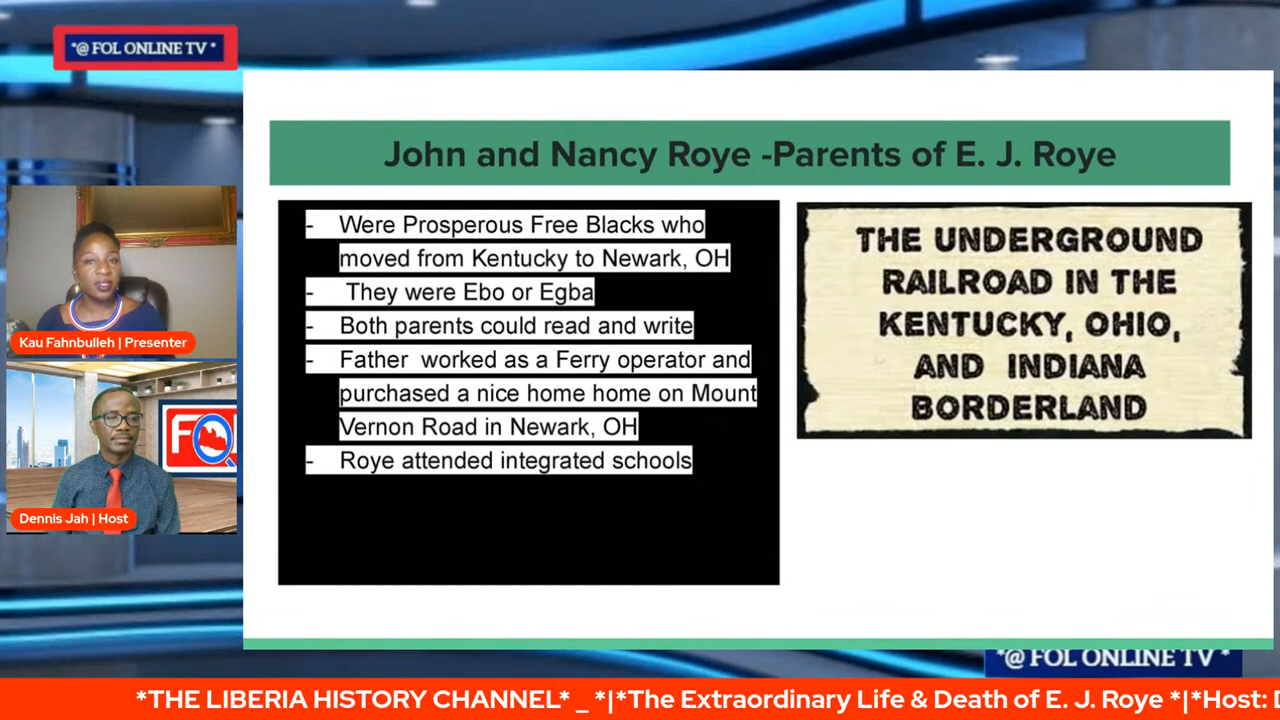 *@ FOL ONLINE TV *
John and Nancy Roye -Parents of E. J. Roye
- Were Prosperous Free Blacks who
moved from Kentucky to Newark, OH
- They were Ebo or Egba
- Both parents could read and write
- Father worked as a Ferry operator and
purchased a nice home home on Mount
Vernon Road in Newark, OH
- Roye attended integrated schools
THE UNDERGROUND
RAILROAD IN THE
KENTUCKY, OHIO,
AND INDIANA
BORDERLAND
Kau Fahnbulleh | Presenter
Dennis Jah | Host
*@ FOL ONLINE TV *
*THE LIBERIA HISTORY CHANNEL* _ *|*The Extraordinary Life & Death of E. J. Roye *|*Host: